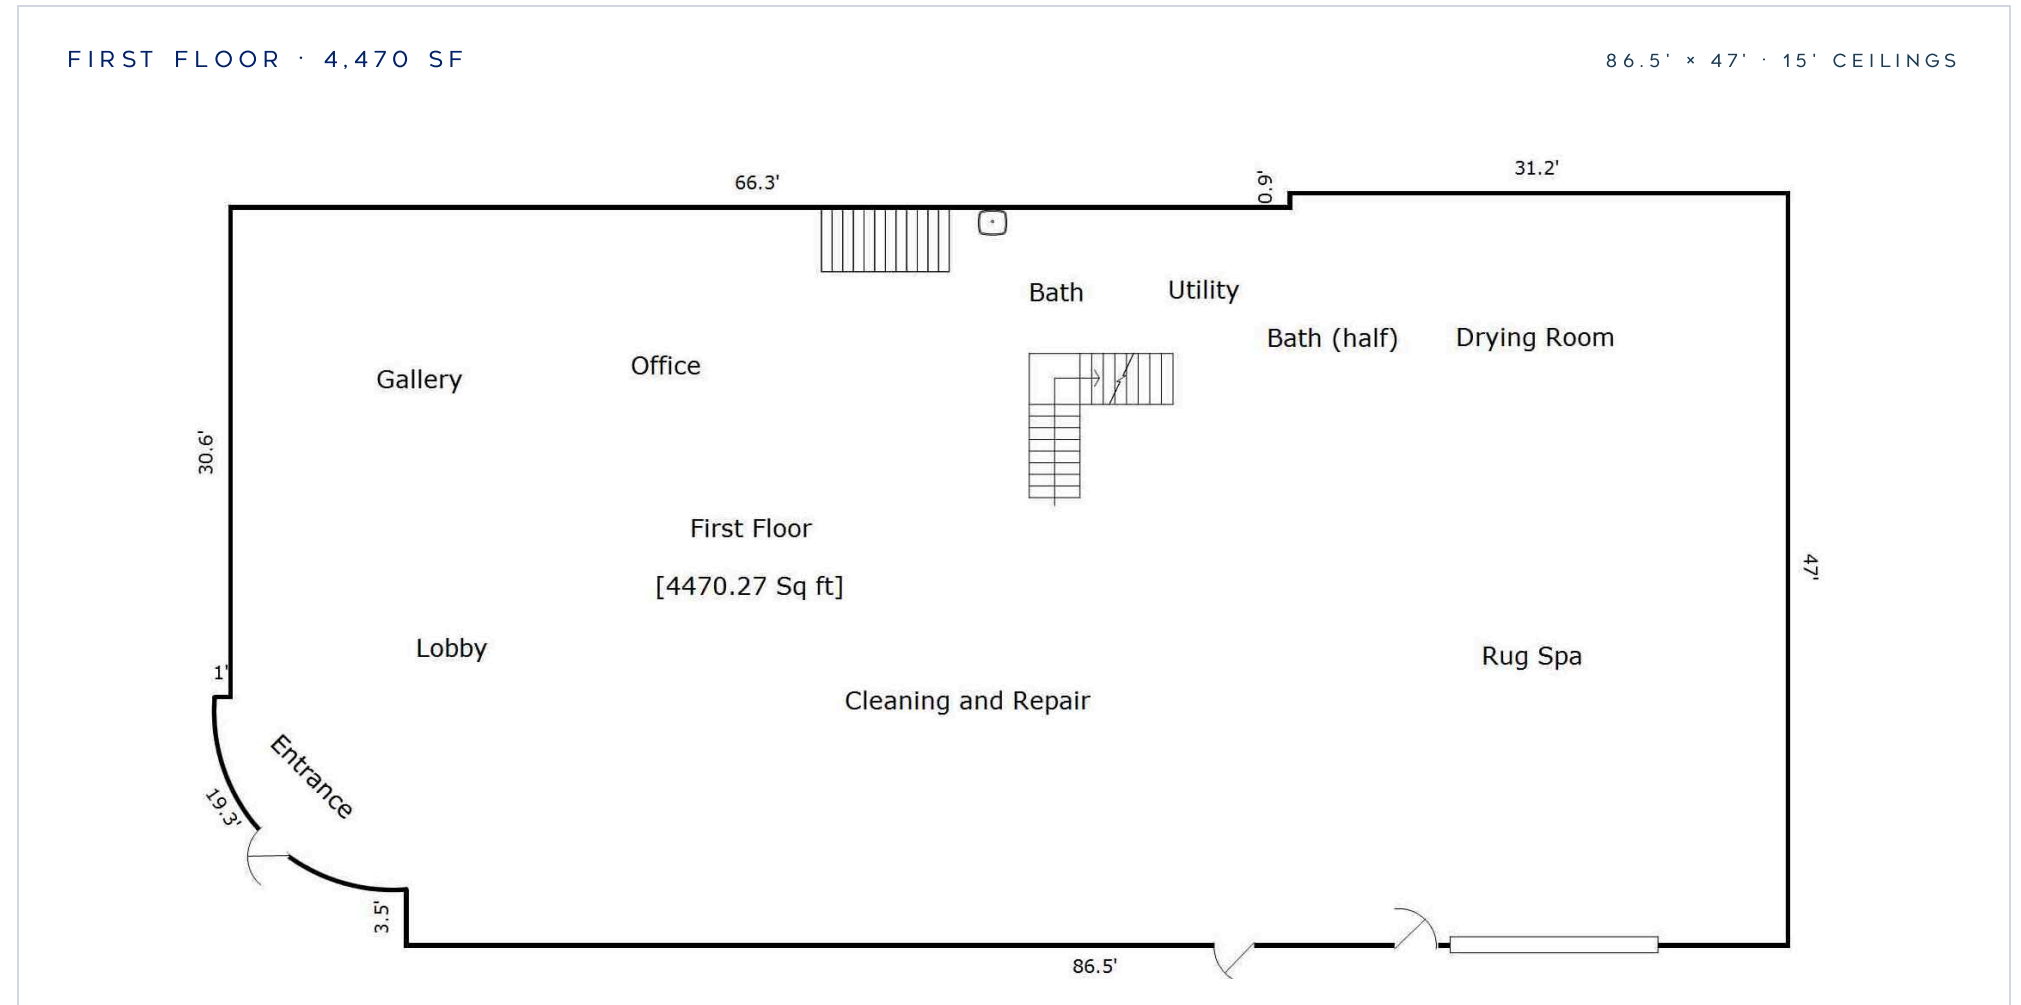 FIRST FLOOR · 4,470 SF
86.5' × 47' · 15' CEILINGS
66.3'
0.9'
31.2'
Bath
Utility
Bath (half)
Drying Room
Gallery
Office
30.6'
First Floor
[4470.27 Sq ft]
47'
Lobby
Rug Spa
1'
Cleaning and Repair
Entrance
19.3'
3.5'
86.5'